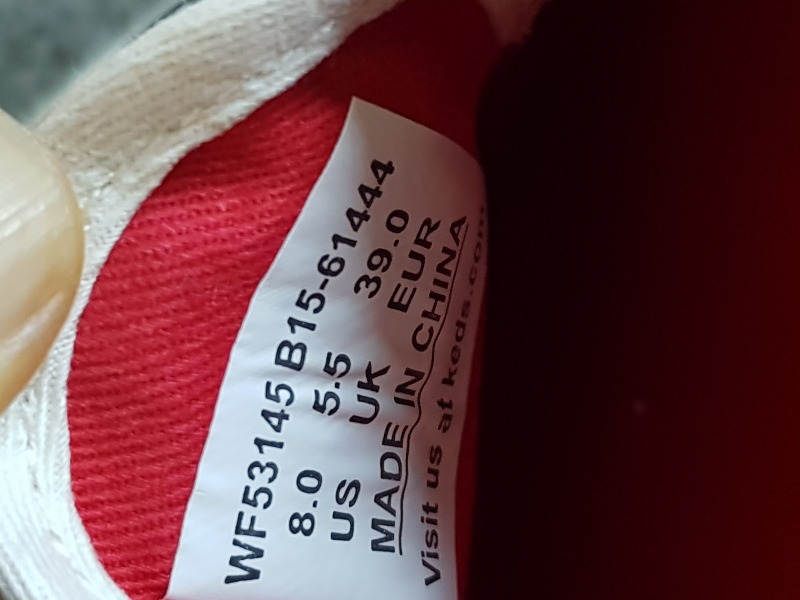 WF53145 B15-61444
8.0 5.5 39.0
US UK EUR
MADE IN CHINA
Visit us at keds.com